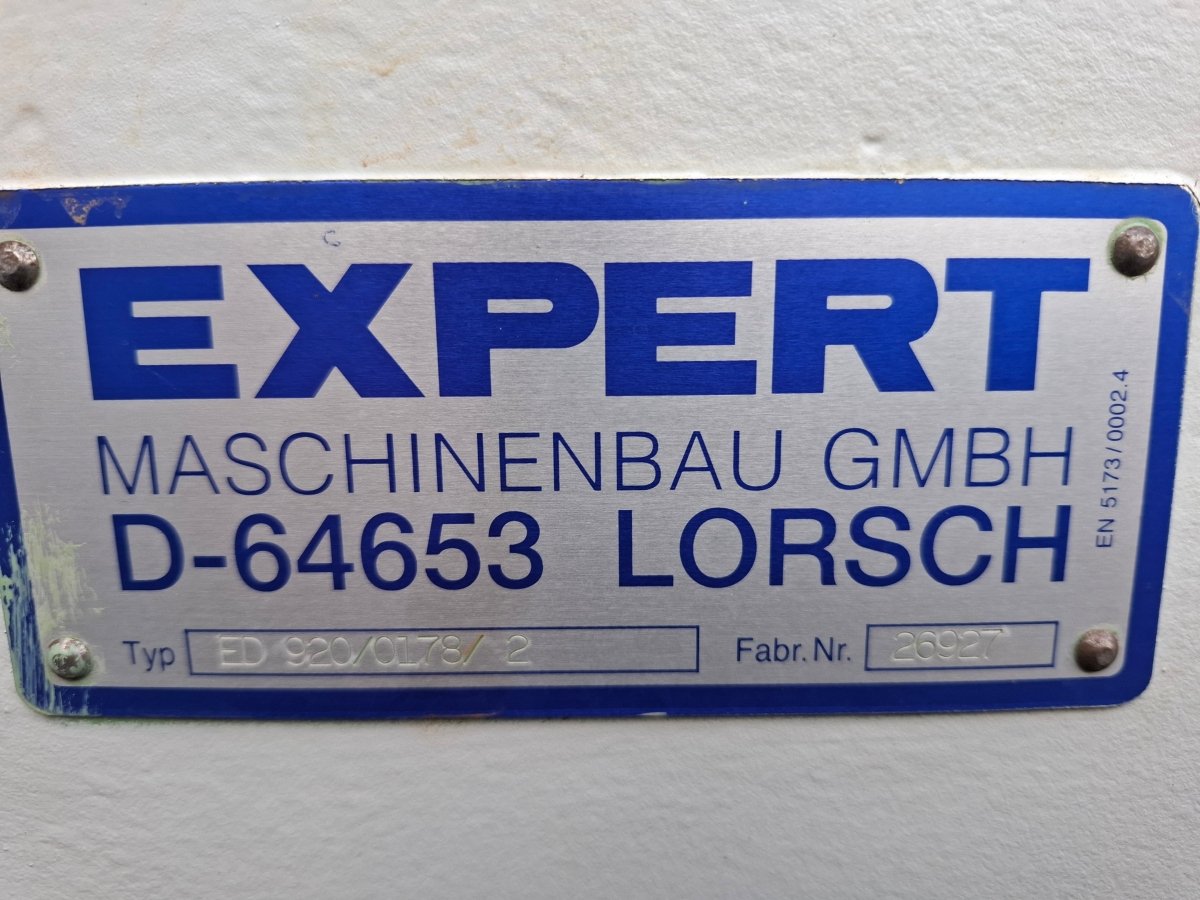 EXPERT
MASCHINENBAU GMBH
D-64653 LORSCH
EN 5173/0002.4
Typ ED 920/0178/ 2 Fabr. Nr. 26927